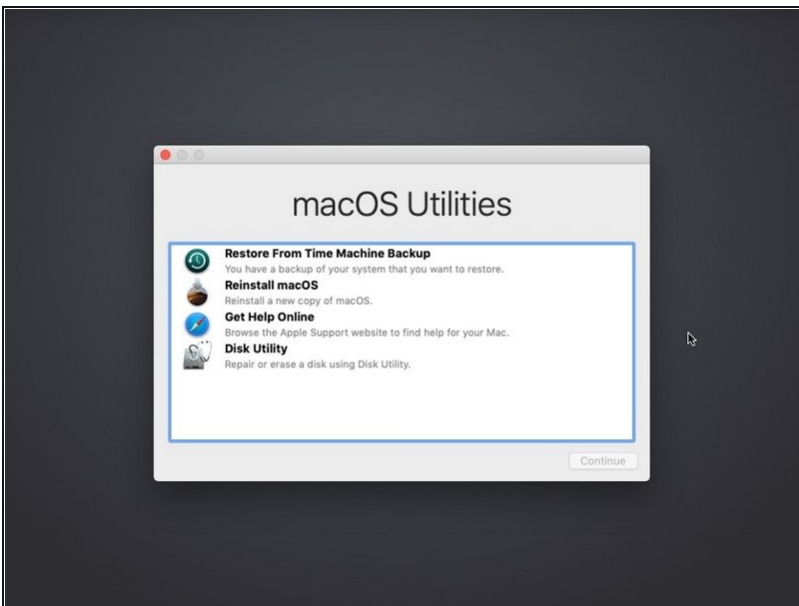 macOS Utilities
Restore From Time Machine Backup
You have a backup of your system that you want to restore.
Reinstall macOS
Reinstall a new copy of macOS.
Get Help Online
Browse the Apple Support website to find help for your Mac.
Disk Utility
Repair or erase a disk using Disk Utility.
Continue